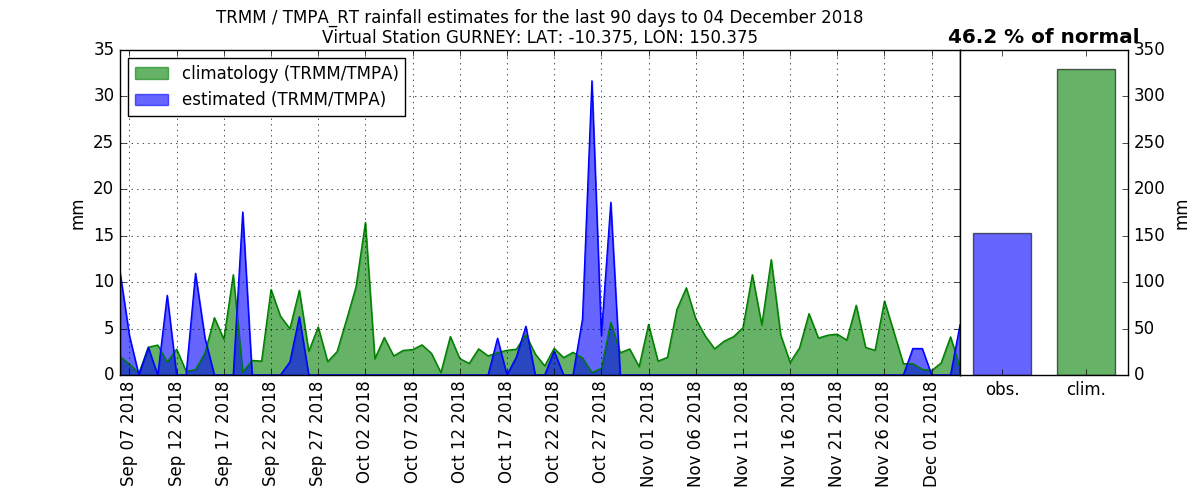 TRMM / TMPA_RT rainfall estimates for the last 90 days to 04 December 2018
Virtual Station GURNEY: LAT: -10.375, LON: 150.375
46.2 % of normal
climatology (TRMM/TMPA)
estimated (TRMM/TMPA)
35
30
25
20
15
10
5
0
mm
Sep 07 2018
Sep 12 2018
Sep 17 2018
Sep 22 2018
Sep 27 2018
Oct 02 2018
Oct 07 2018
Oct 12 2018
Oct 17 2018
Oct 22 2018
Oct 27 2018
Nov 01 2018
Nov 06 2018
Nov 11 2018
Nov 16 2018
Nov 21 2018
Nov 26 2018
Dec 01 2018
obs.
clim.
350
300
250
200
150
100
50
0
mm